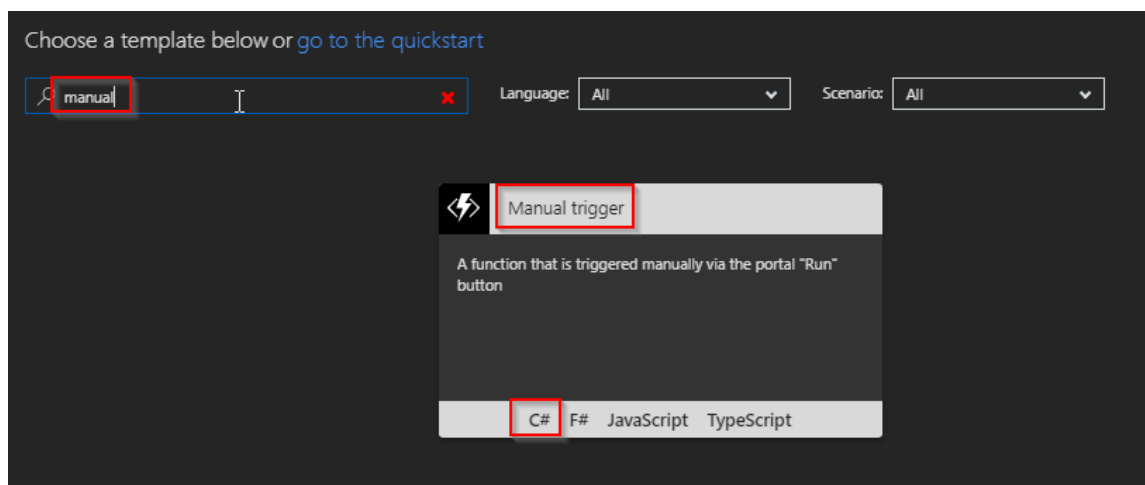 Choose a template below or go to the quickstart
manual Language: All Scenario: All
Manual trigger
A function that is triggered manually via the portal "Run"
button
C# F# JavaScript TypeScript